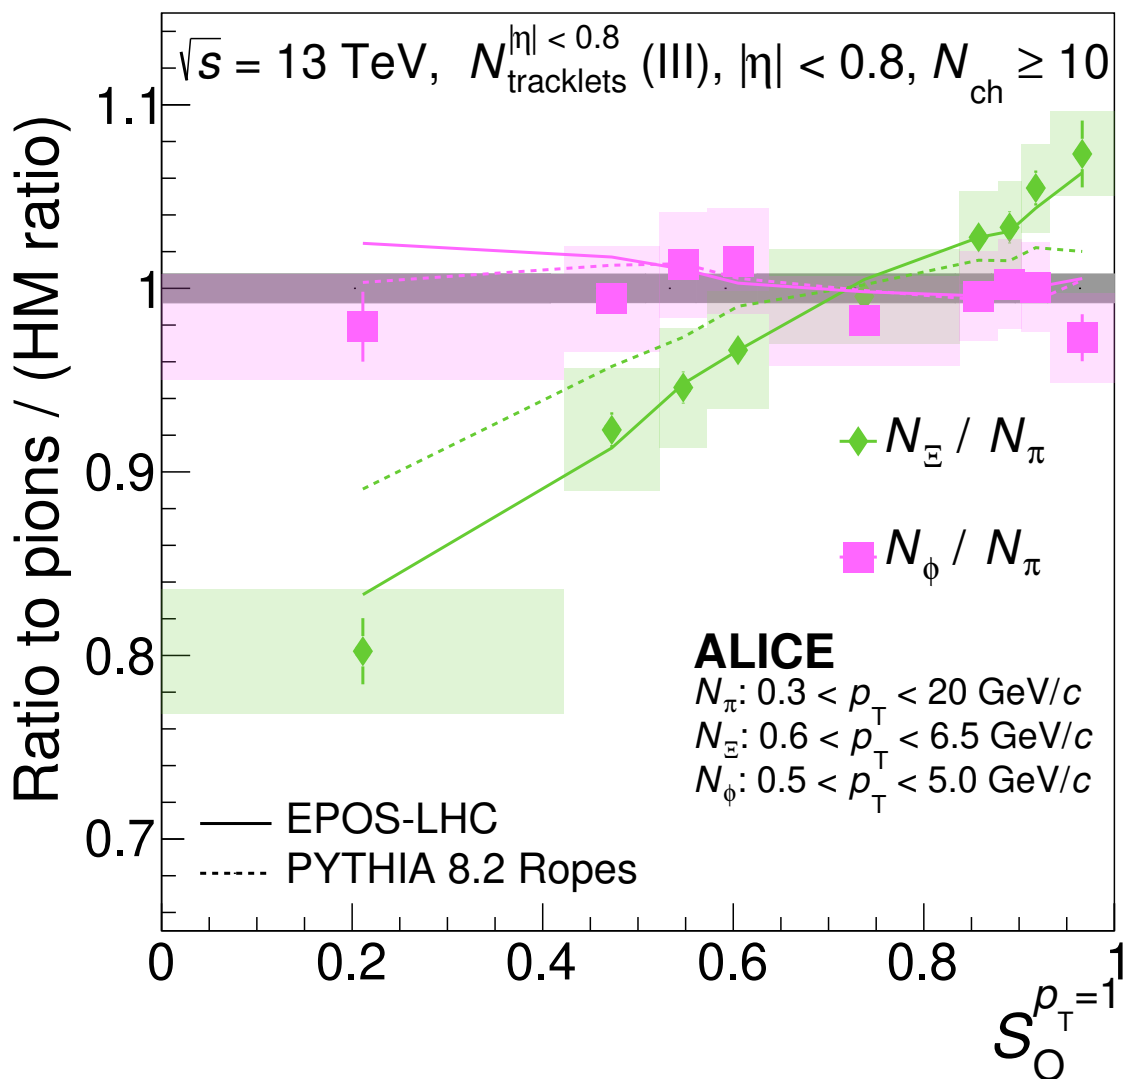 √s = 13 TeV, N_tracklets^|η| < 0.8 (III), |η| < 0.8, N_ch ≥ 10
Ratio to pions / (HM ratio)
1.1
1
0.9
0.8
0.7
N_Ξ / N_π
N_ϕ / N_π
ALICE
N_π: 0.3 < p_T < 20 GeV/c
N_Ξ: 0.6 < p_T < 6.5 GeV/c
N_ϕ: 0.5 < p_T < 5.0 GeV/c
EPOS-LHC
PYTHIA 8.2 Ropes
0 0.2 0.4 0.6 0.8 1
S_O^p_T=1